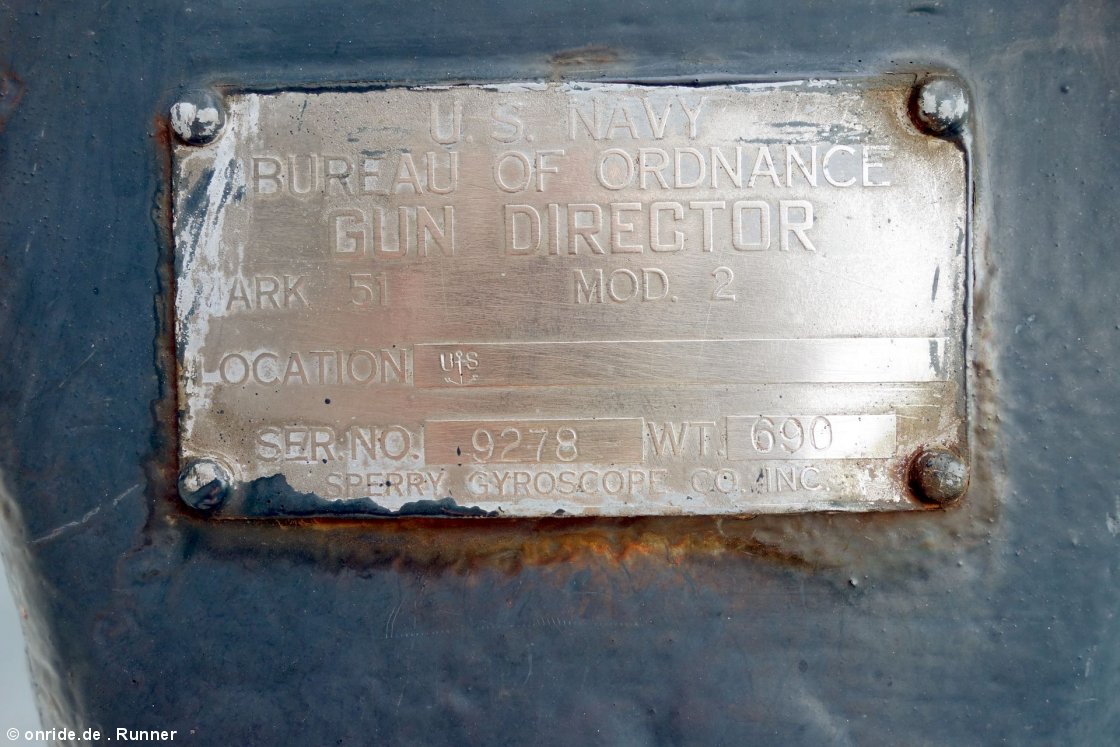 U. S. NAVY
BUREAU OF ORDNANCE
GUN DIRECTOR
MARK 51 MOD. 2
LOCATION U S
SER. NO. 9278 WT. 690
SPERRY GYROSCOPE CO. INC.
© onride.de . Runner